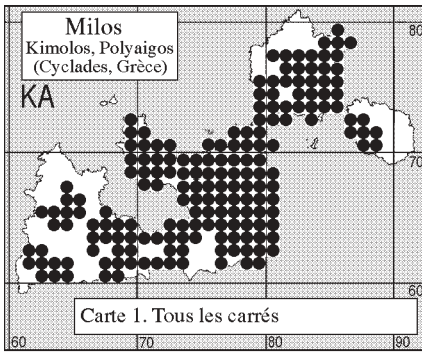 Milos
Kimolos, Polyaigos
(Cyclades, Grèce)
KA
80
70
60
Carte 1. Tous les carrés
60
70
80
90